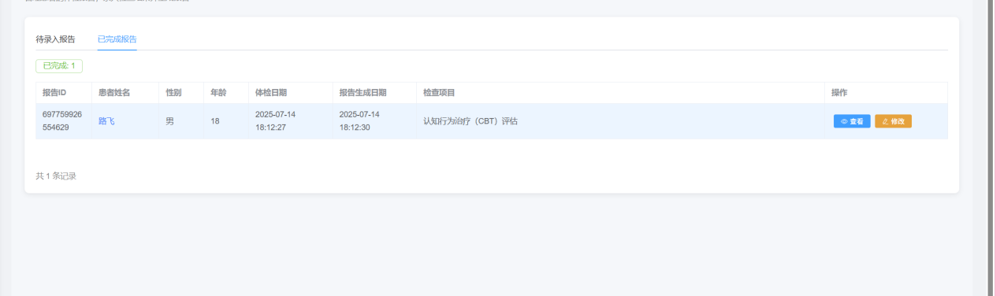 待录入报告 已完成报告
已完成: 1
报告ID 患者姓名 性别 年龄 体检日期 报告生成日期 检查项目 操作
697759926 2025-07-14 2025-07-14
路飞 男 18 认知行为治疗（CBT）评估 查看 修改
554629 18:12:27 18:12:30
共 1 条记录